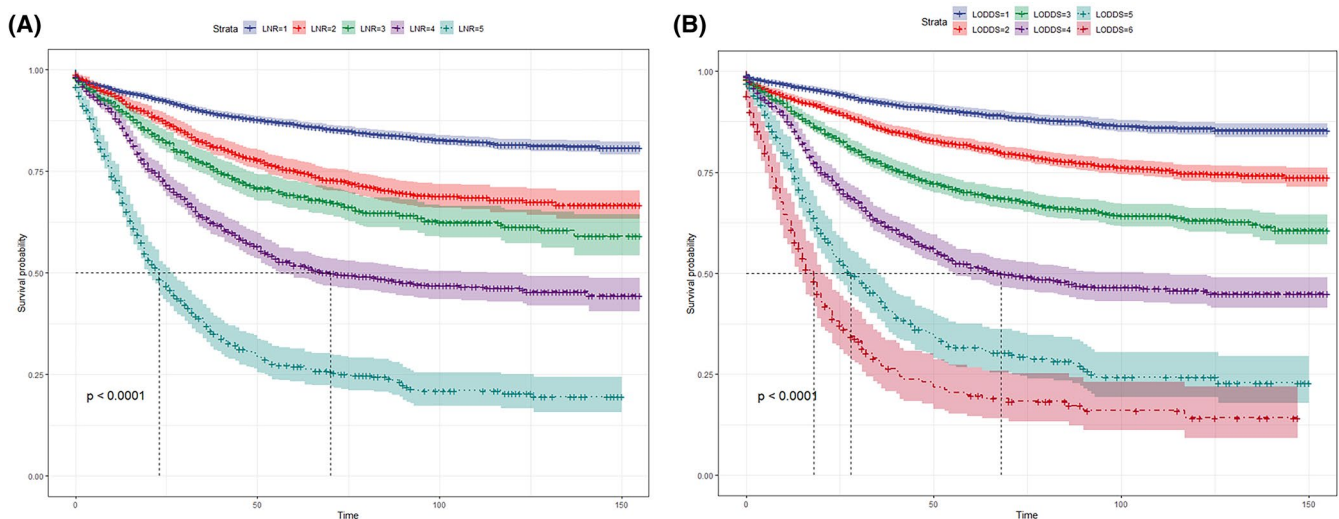 (A)
Strata LNR=1 LNR=2 LNR=3 LNR=4 LNR=5
Survival probability
1.00
0.75
0.50
0.25
0.00
p < 0.0001
0 50 100 150
Time
(B)
Strata LODDS=1 LODDS=3 LODDS=5
LODDS=2 LODDS=4 LODDS=6
Survival probability
1.00
0.75
0.50
0.25
0.00
p < 0.0001
0 50 100 150
Time